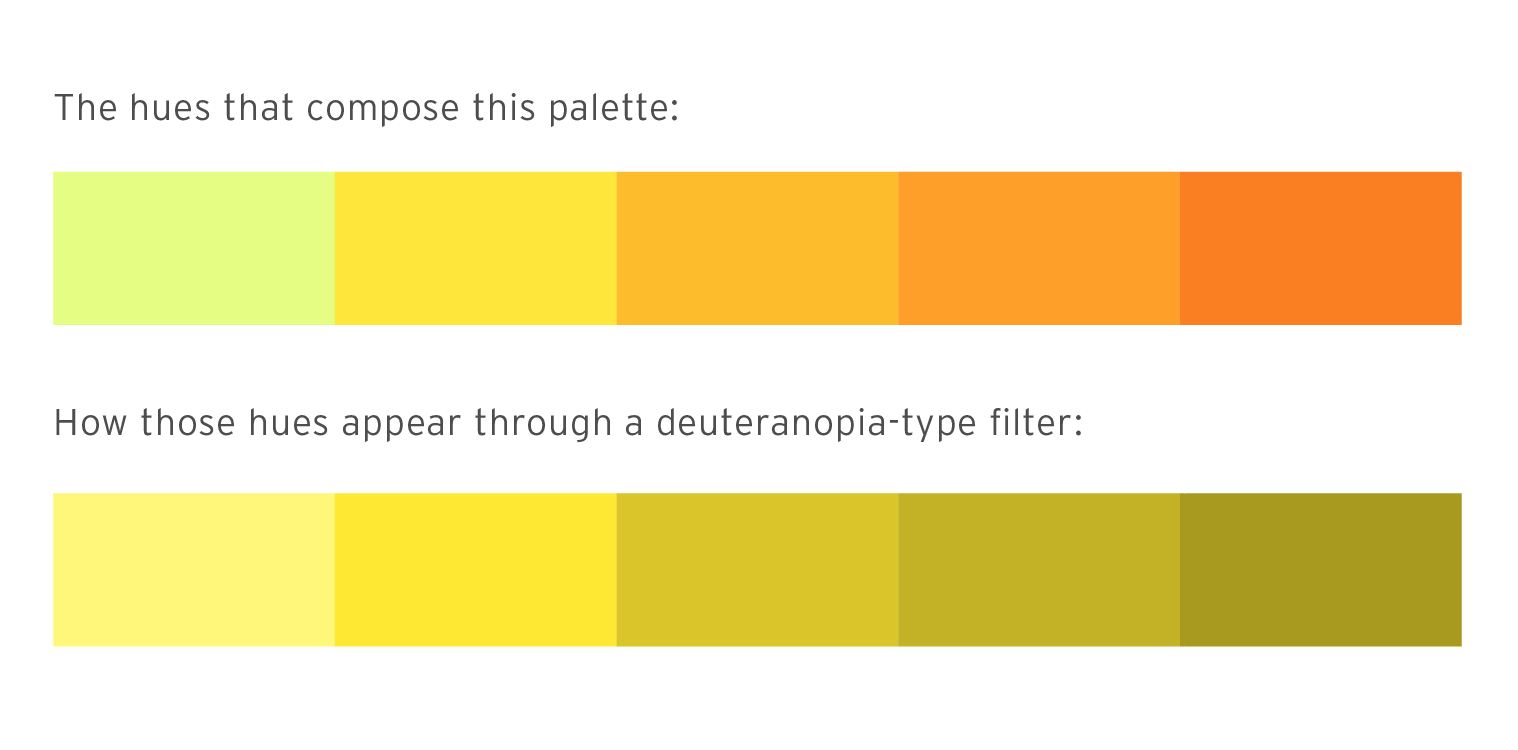 The hues that compose this palette:
How those hues appear through a deuteranopia-type filter: